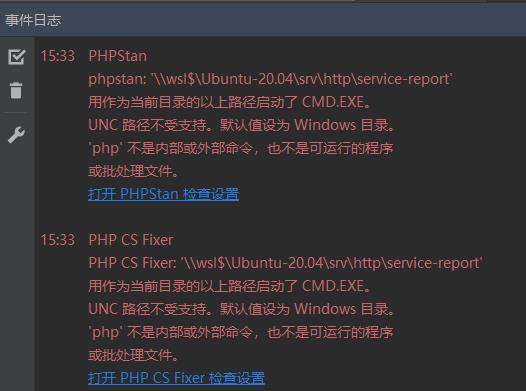 事件日志
15:33 PHPStan
phpstan: '\\wsl$\Ubuntu-20.04\srv\http\service-report'
用作为当前目录的以上路径启动了 CMD.EXE。
UNC 路径不受支持。默认值设为 Windows 目录。
'php' 不是内部或外部命令，也不是可运行的程序
或批处理文件。
打开 PHPStan 检查设置
15:33 PHP CS Fixer
PHP CS Fixer: '\\wsl$\Ubuntu-20.04\srv\http\service-report'
用作为当前目录的以上路径启动了 CMD.EXE。
UNC 路径不受支持。默认值设为 Windows 目录。
'php' 不是内部或外部命令，也不是可运行的程序
或批处理文件。
打开 PHP CS Fixer 检查设置